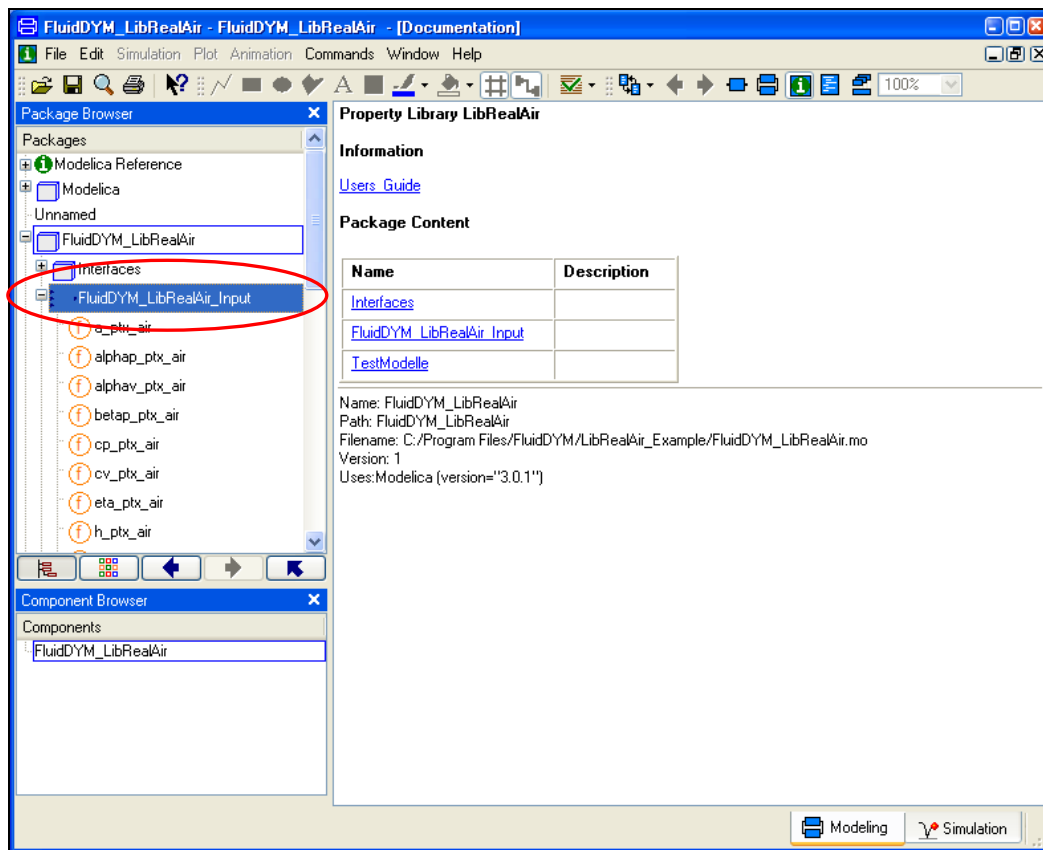 FluidDYM_LibRealAir - FluidDYM_LibRealAir - [Documentation]
File Edit Simulation Plot Animation Commands Window Help
A 100%
Package Browser
Packages
Modelica Reference
Modelica
Unnamed
FluidDYM_LibRealAir
Interfaces
FluidDYM_LibRealAir_Input
a_ptx_air
alphap_ptx_air
alphav_ptx_air
betap_ptx_air
cp_ptx_air
cv_ptx_air
eta_ptx_air
h_ptx_air
Component Browser
Components
FluidDYM_LibRealAir
Property Library LibRealAir
Information
Users Guide
Package Content
Name Description
Interfaces
FluidDYM_LibRealAir Input
TestModelle
Name: FluidDYM_LibRealAir
Path: FluidDYM_LibRealAir
Filename: C:/Program Files/FluidDYM/LibRealAir_Example/FluidDYM_LibRealAir.mo
Version: 1
Uses:Modelica (version="3.0.1")
Modeling Simulation